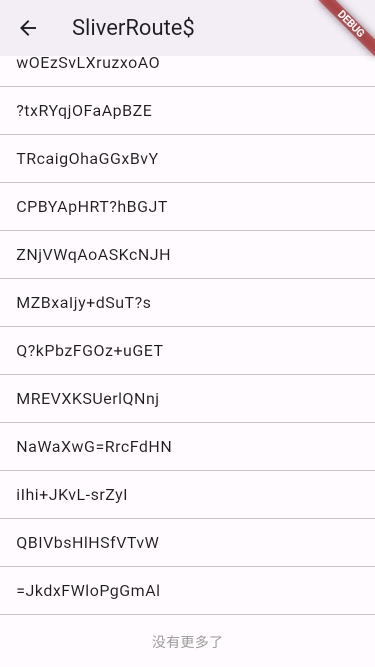 SliverRoute$
DEBUG
wOEzSvLXruzxoAO
?txRYqjOFaApBZE
TRcaigOhaGGxBvY
CPBYApHRT?hBGJT
ZNjVWqAoASKcNJH
MZBxaIjy+dSuT?s
Q?kPbzFGOz+uGET
MREVXKSUerlQNnj
NaWaXwG=RrcFdHN
iIhi+JKvL-srZyI
QBIVbsHlHSfVTvW
=JkdxFWloPgGmAl
没有更多了